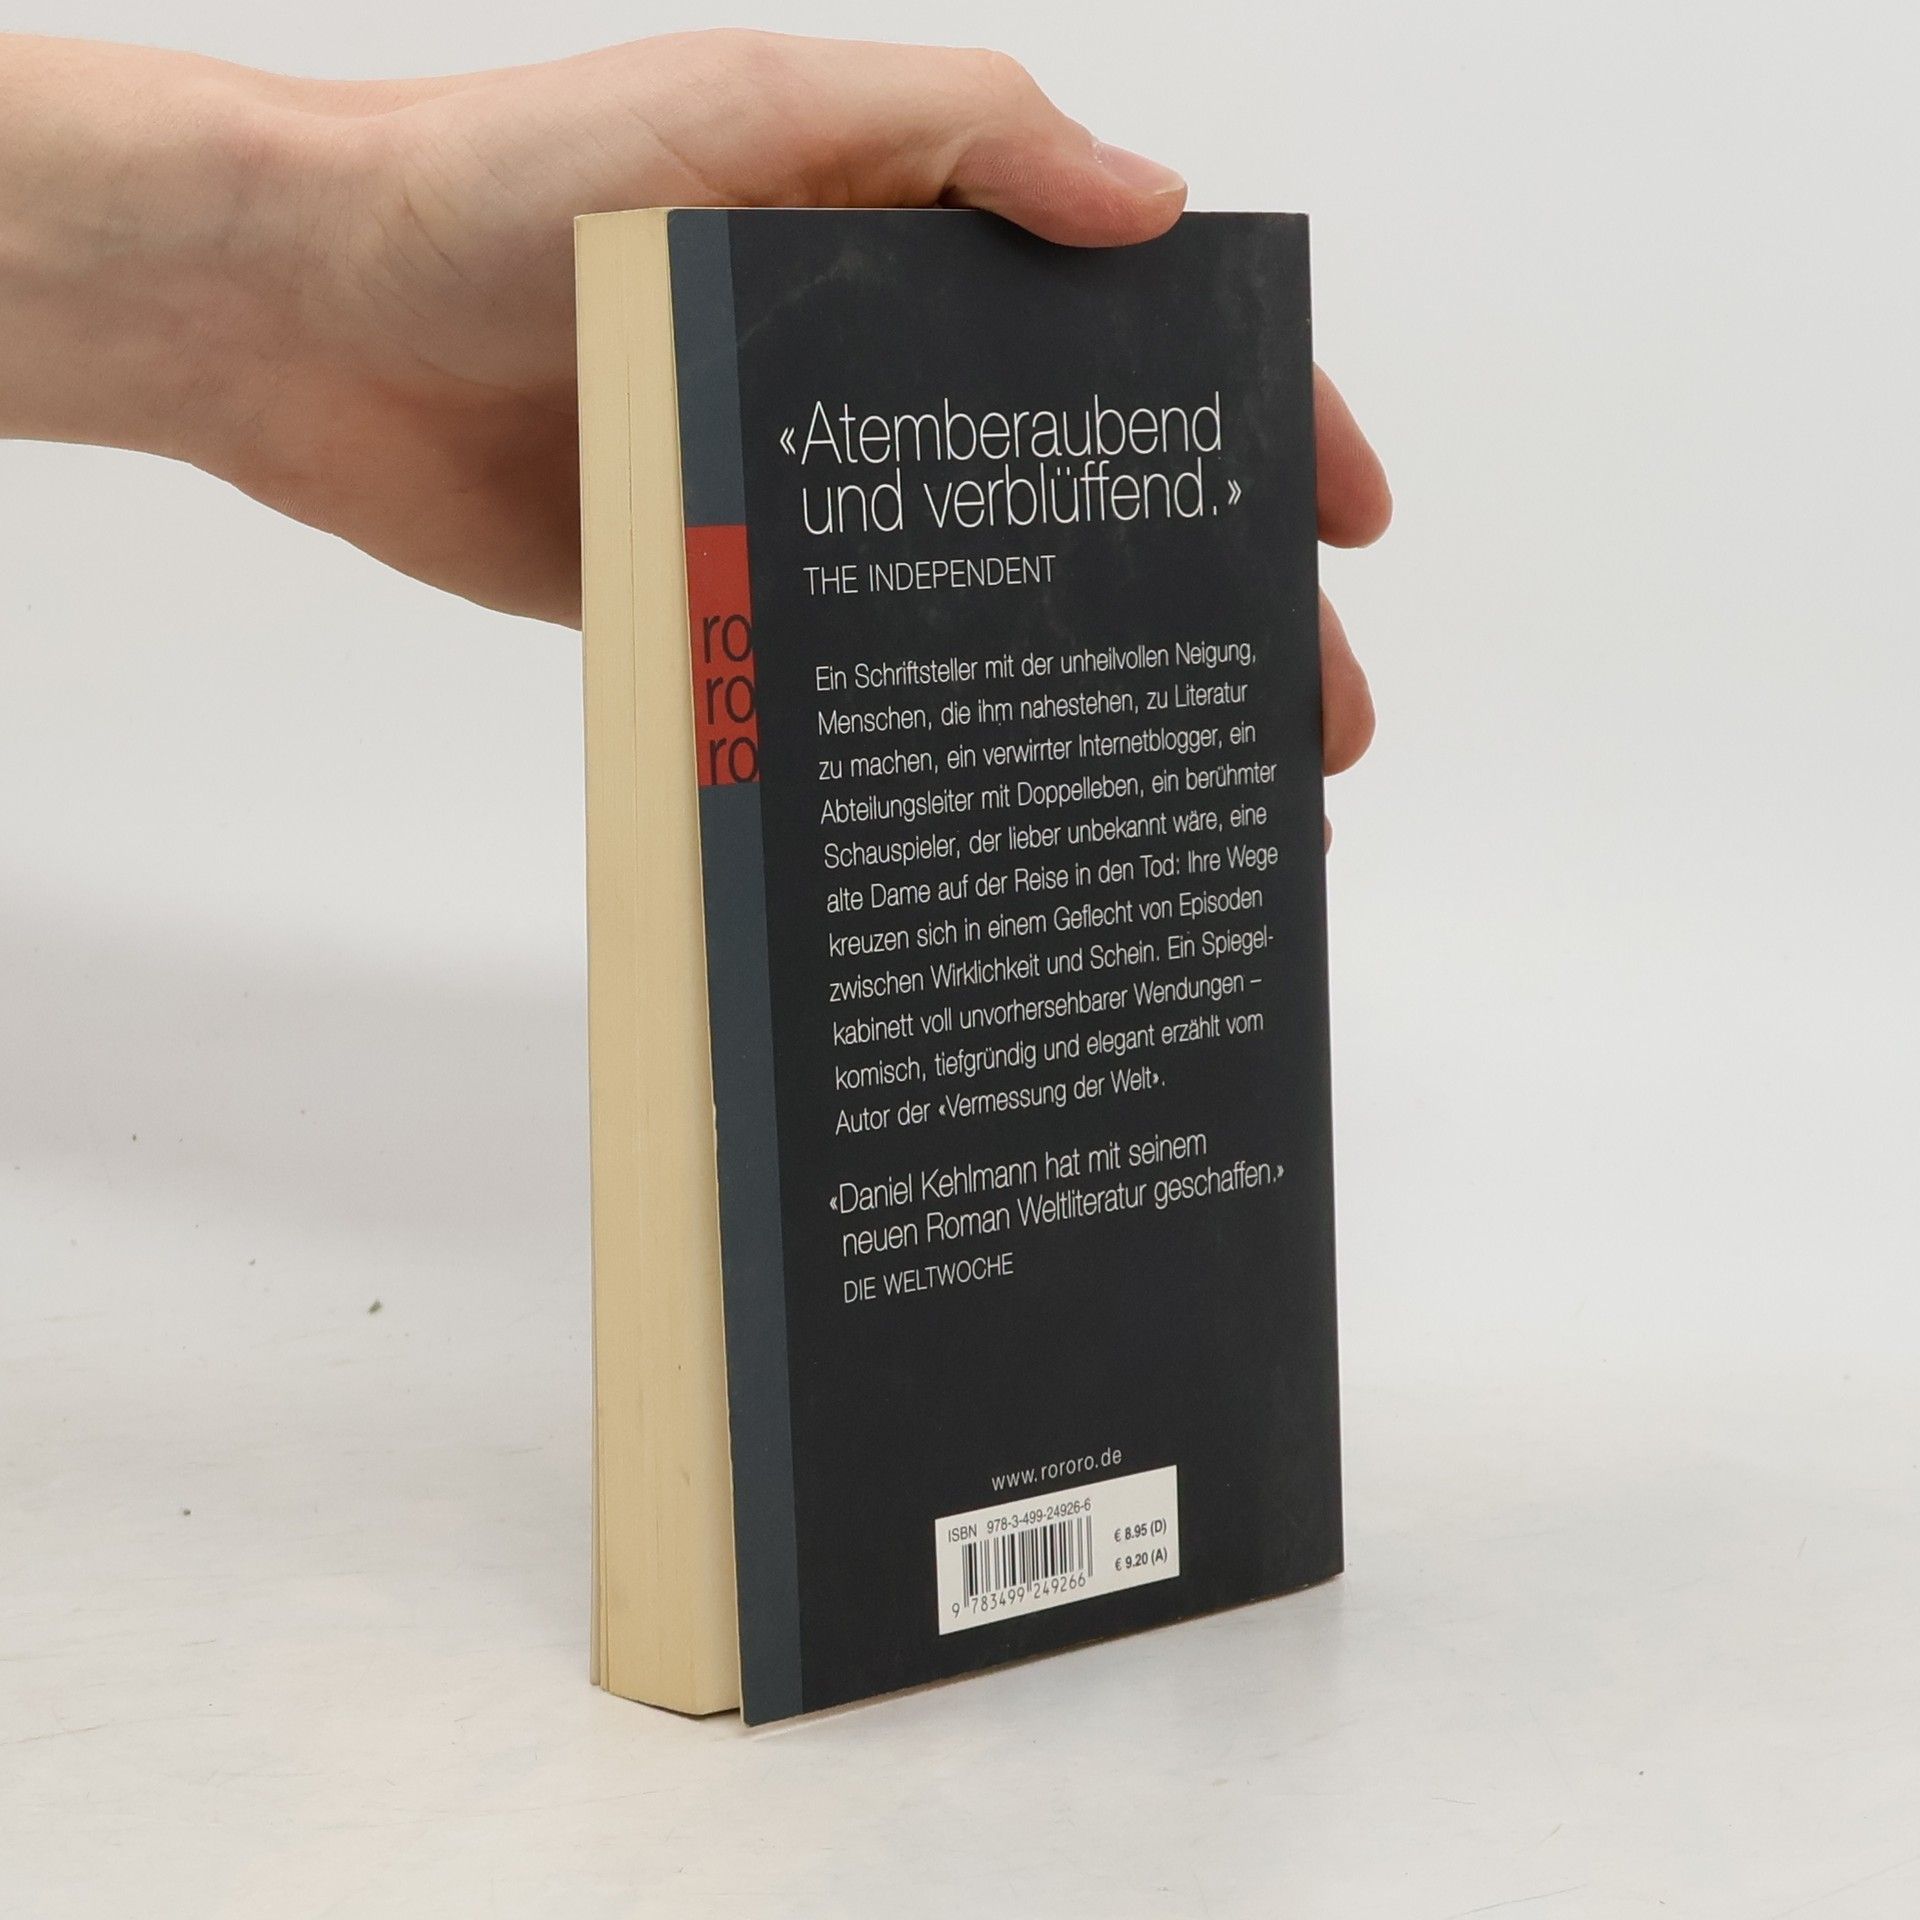 «Atemberaubend
und verblüffend.»
THE INDEPENDENT
ro
ro
ro
Ein Schriftsteller mit der unheilvollen Neigung,
Menschen, die ihm nahestehen, zu Literatur
zu machen, ein verwirrter Internetblogger, ein
Abteilungsleiter mit Doppelleben, ein berühmter
Schauspieler, der lieber unbekannt wäre, eine
alte Dame auf der Reise in den Tod: Ihre Wege
kreuzen sich in einem Geflecht von Episoden
zwischen Wirklichkeit und Schein. Ein Spiegel-
kabinett voll unvorhersehbarer Wendungen –
komisch, tiefgründig und elegant erzählt vom
Autor der «Vermessung der Welt».
«Daniel Kehlmann hat mit seinem
neuen Roman Weltliteratur geschaffen.»
DIE WELTWOCHE
www.rororo.de
ISBN 978-3-499-24926-6
€ 8.95 (D)
€ 9.20 (A)
9 783499 249266